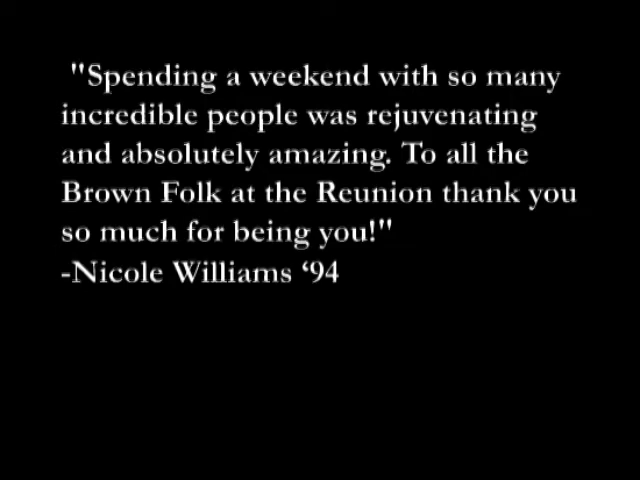 "Spending a weekend with so many
incredible people was rejuvenating
and absolutely amazing. To all the
Brown Folk at the Reunion thank you
so much for being you!"
-Nicole Williams ‘94